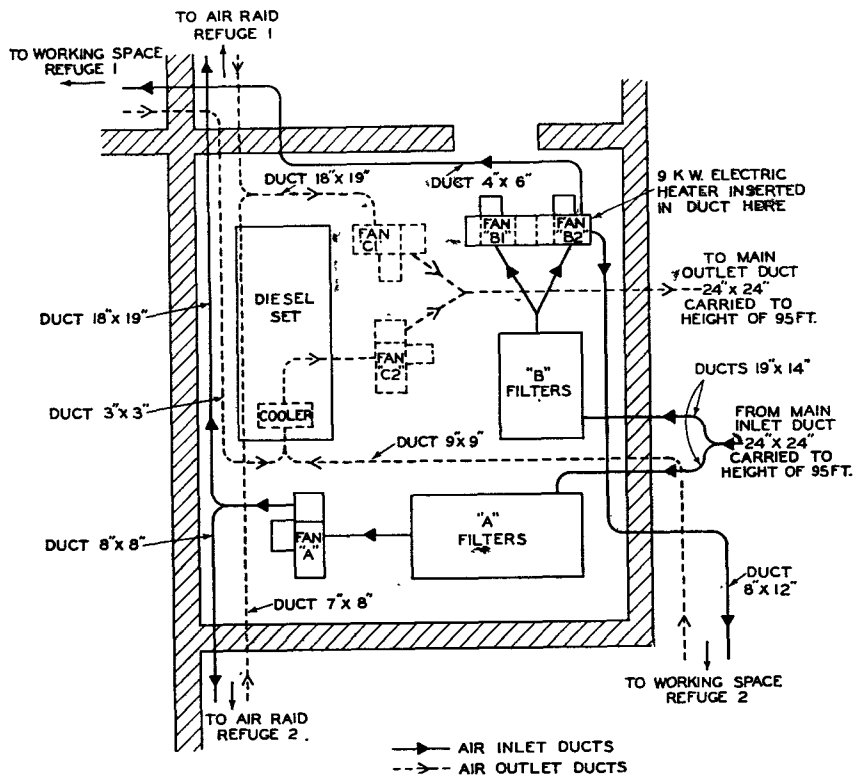 TO AIR RAID
REFUGE 1
TO WORKING SPACE
REFUGE 1
DUCT 18"x 19"
DUCT 4"x 6"
9 K.W. ELECTRIC
HEATER INSERTED
IN DUCT HERE
FAN
"B1"
FAN
"B2"
FAN
C1
TO MAIN
OUTLET DUCT
24"x 24"
CARRIED TO
HEIGHT OF 95FT.
DIESEL
SET
DUCT 18"x 19"
FAN
"C2"
"B"
FILTERS
DUCTS 19"x 14"
COOLER
DUCT 3"x 3"
FROM MAIN
INLET DUCT
24"x 24"
CARRIED TO
HEIGHT OF 95FT.
DUCT 9"x 9"
"A"
FILTERS
FAN
"A"
DUCT 8"x 8"
DUCT
8"x 12"
DUCT 7"x 8"
TO WORKING SPACE
REFUGE 2
TO AIR RAID
REFUGE 2
AIR INLET DUCTS
AIR OUTLET DUCTS